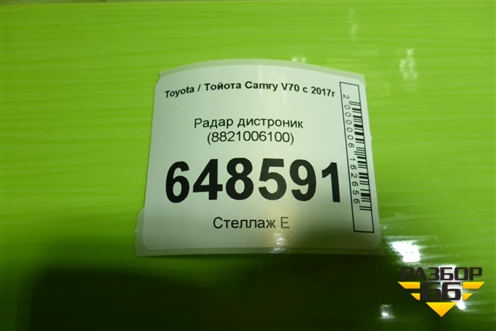 Toyota / Тойота Camry V70 с 2017г
Радар дистроник
(8821006100)
648591
Стеллаж Е
2000006162656
РАЗБОР
66